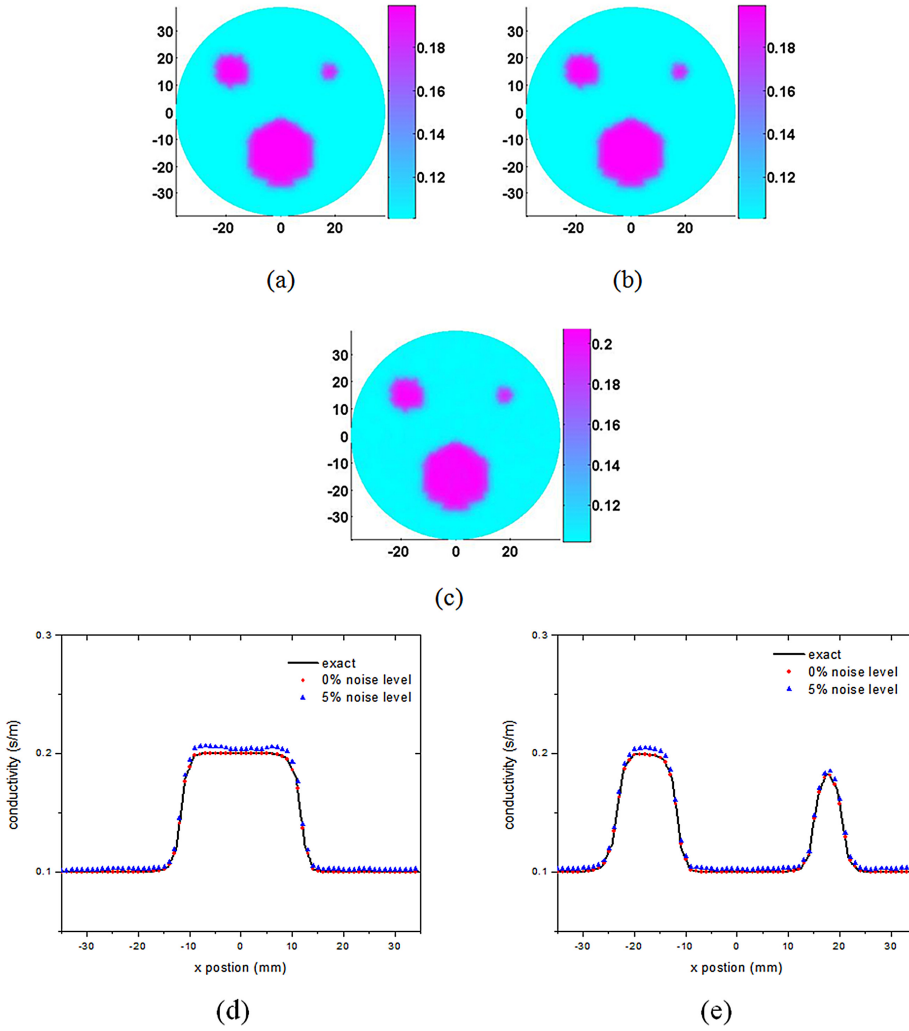 30
20
10
0
-10
-20
-30
-20 0 20
0.18
0.16
0.14
0.12
(a)
30
20
10
0
-10
-20
-30
-20 0 20
0.18
0.16
0.14
0.12
(b)
30
20
10
0
-10
-20
-30
-20 0 20
0.2
0.18
0.16
0.14
0.12
(c)
0.3
0.2
0.1
conductivity (s/m)
exact
0% noise level
5% noise level
-30 -20 -10 0 10 20 30
x postion (mm)
(d)
0.3
0.2
0.1
conductivity (s/m)
exact
0% noise level
5% noise level
-30 -20 -10 0 10 20 30
x postion (mm)
(e)